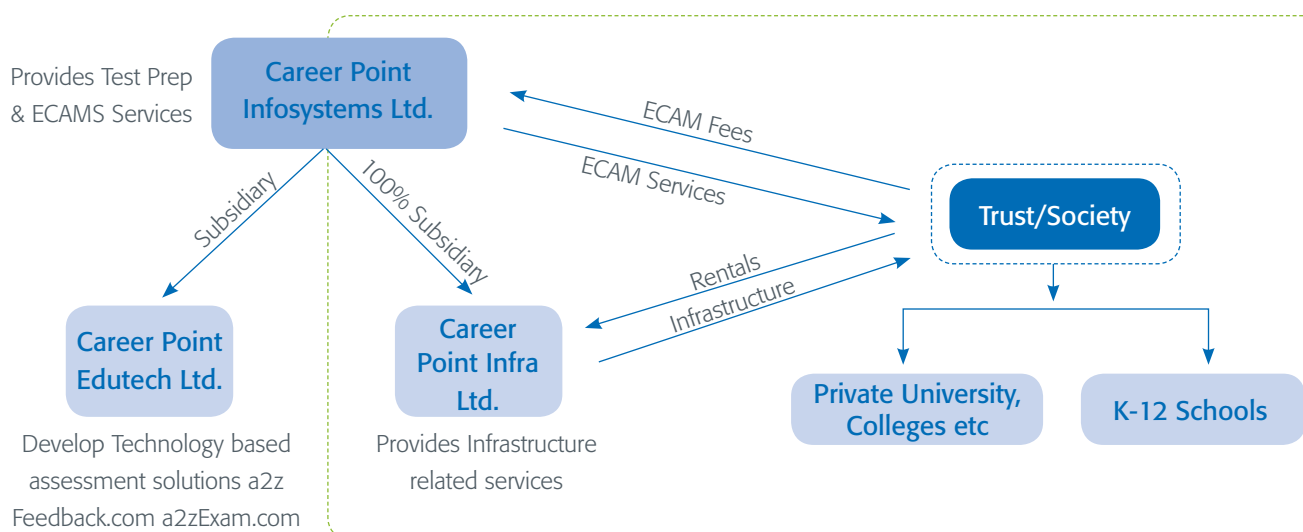 Provides Test Prep
& ECAMS Services
Career Point
Infosystems Ltd.
ECAM Fees
ECAM Services
Subsidiary
100% Subsidiary
Trust/Society
Rentals
Infrastructure
Career Point
Edutech Ltd.
Develop Technology based
assessment solutions a2z
Feedback.com a2zExam.com
Career
Point Infra
Ltd.
Provides Infrastructure
related services
Private University,
Colleges etc
K-12 Schools